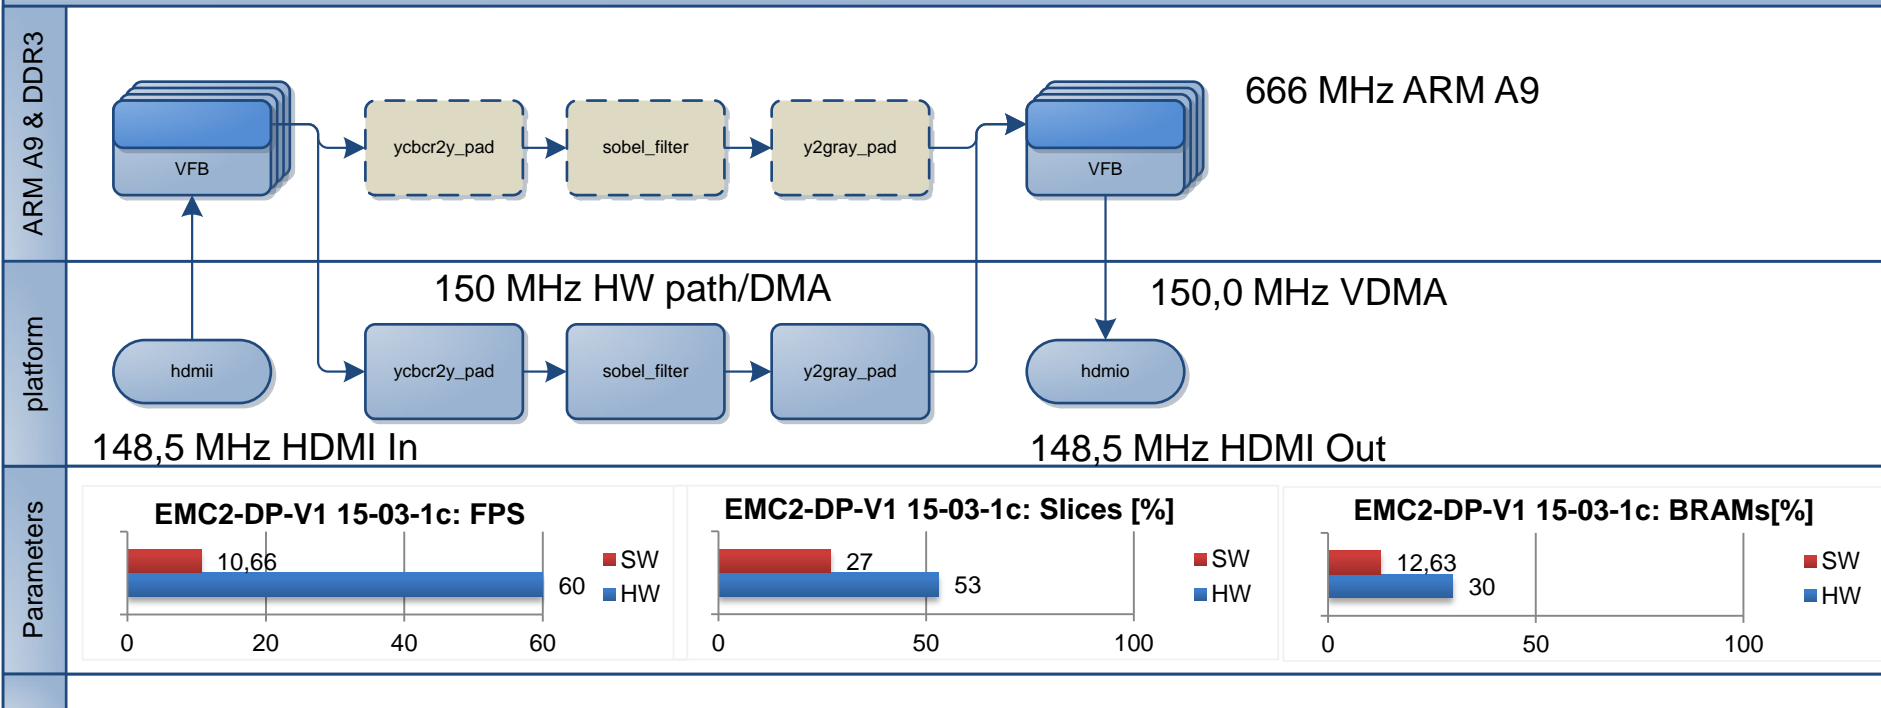 ARM A9 & DDR3
666 MHz ARM A9
VFB
ycbcr2y_pad
sobel_filter
y2gray_pad
VFB
platform
150 MHz HW path/DMA
150,0 MHz VDMA
hdmii
ycbcr2y_pad
sobel_filter
y2gray_pad
hdmio
148,5 MHz HDMI In
148,5 MHz HDMI Out
Parameters
EMC2-DP-V1 15-03-1c: FPS
10,66
60
SW
HW
0 20 40 60
EMC2-DP-V1 15-03-1c: Slices [%]
27
53
SW
HW
0 50 100
EMC2-DP-V1 15-03-1c: BRAMs[%]
12,63
30
SW
HW
0 50 100